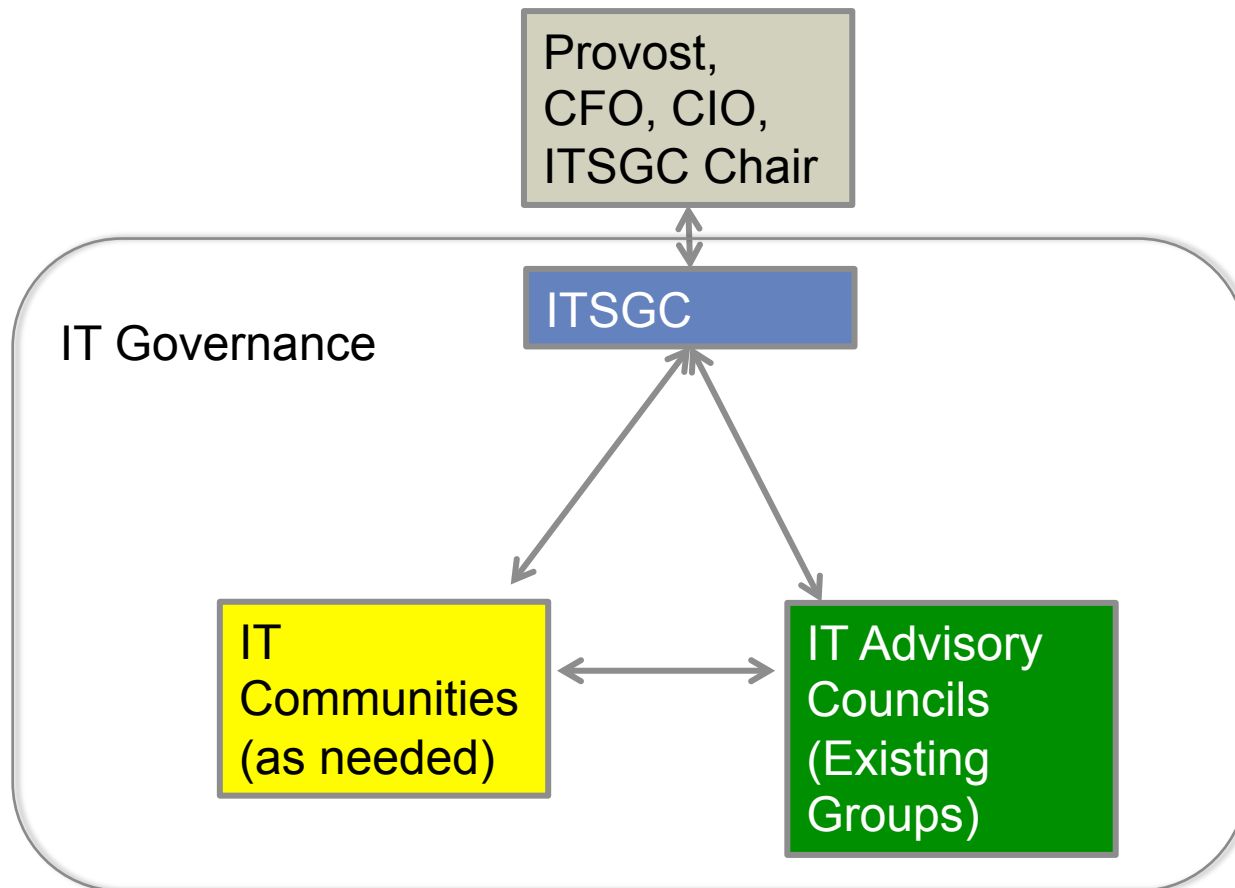 Provost,
CFO, CIO,
ITSGC Chair
ITSGC
IT Governance
IT
Communities
(as needed)
IT Advisory
Councils
(Existing
Groups)